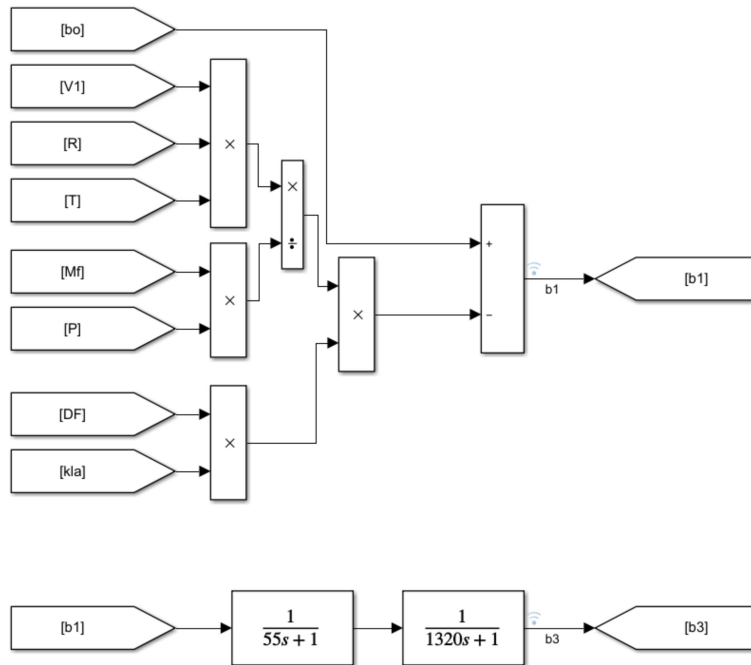 [bo]
[V1]
[R]
[T]
×
×
÷
[Mf]
[P]
×
×
[DF]
[kla]
×
+
−
b1
[b1]
[b1]
1
55s + 1
1
1320s + 1
b3
[b3]